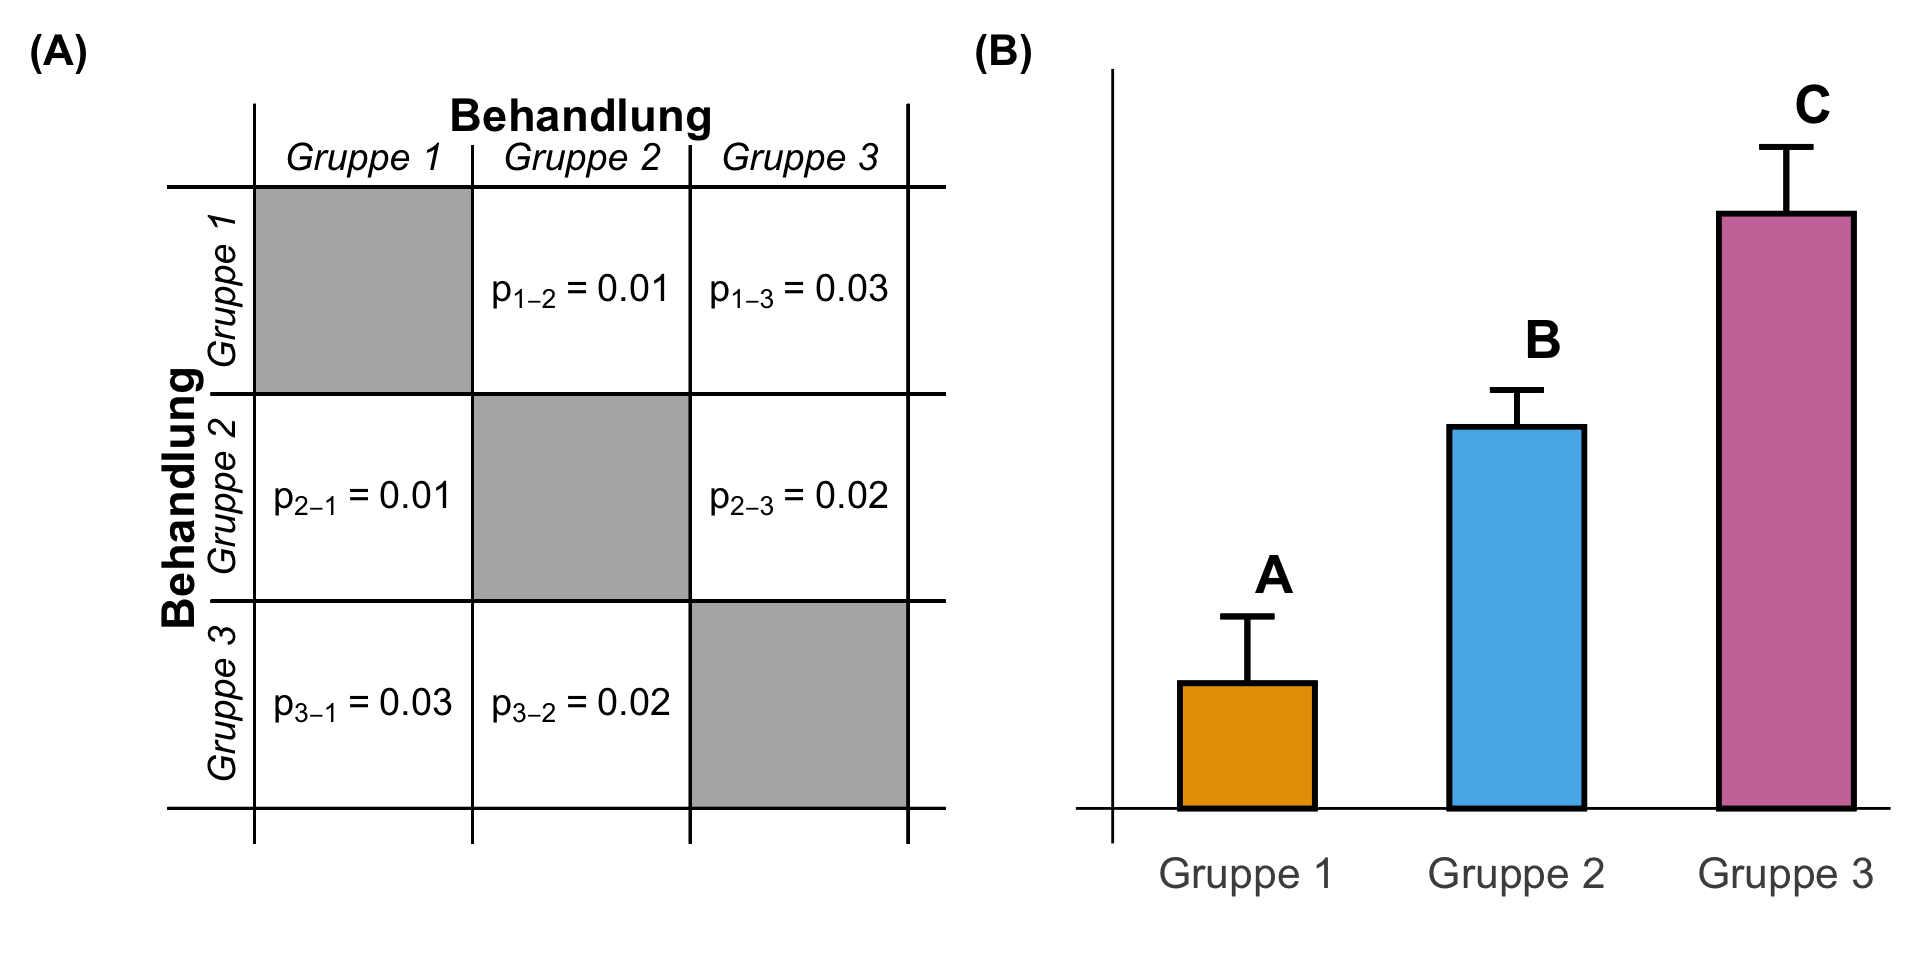 (A)
Behandlung
Gruppe 1 Gruppe 2 Gruppe 3
Behandlung
Gruppe 1
p1−2 = 0.01 p1−3 = 0.03
Gruppe 2
p2−1 = 0.01 p2−3 = 0.02
Gruppe 3
p3−1 = 0.03 p3−2 = 0.02
(B)
C
B
A
Gruppe 1 Gruppe 2 Gruppe 3